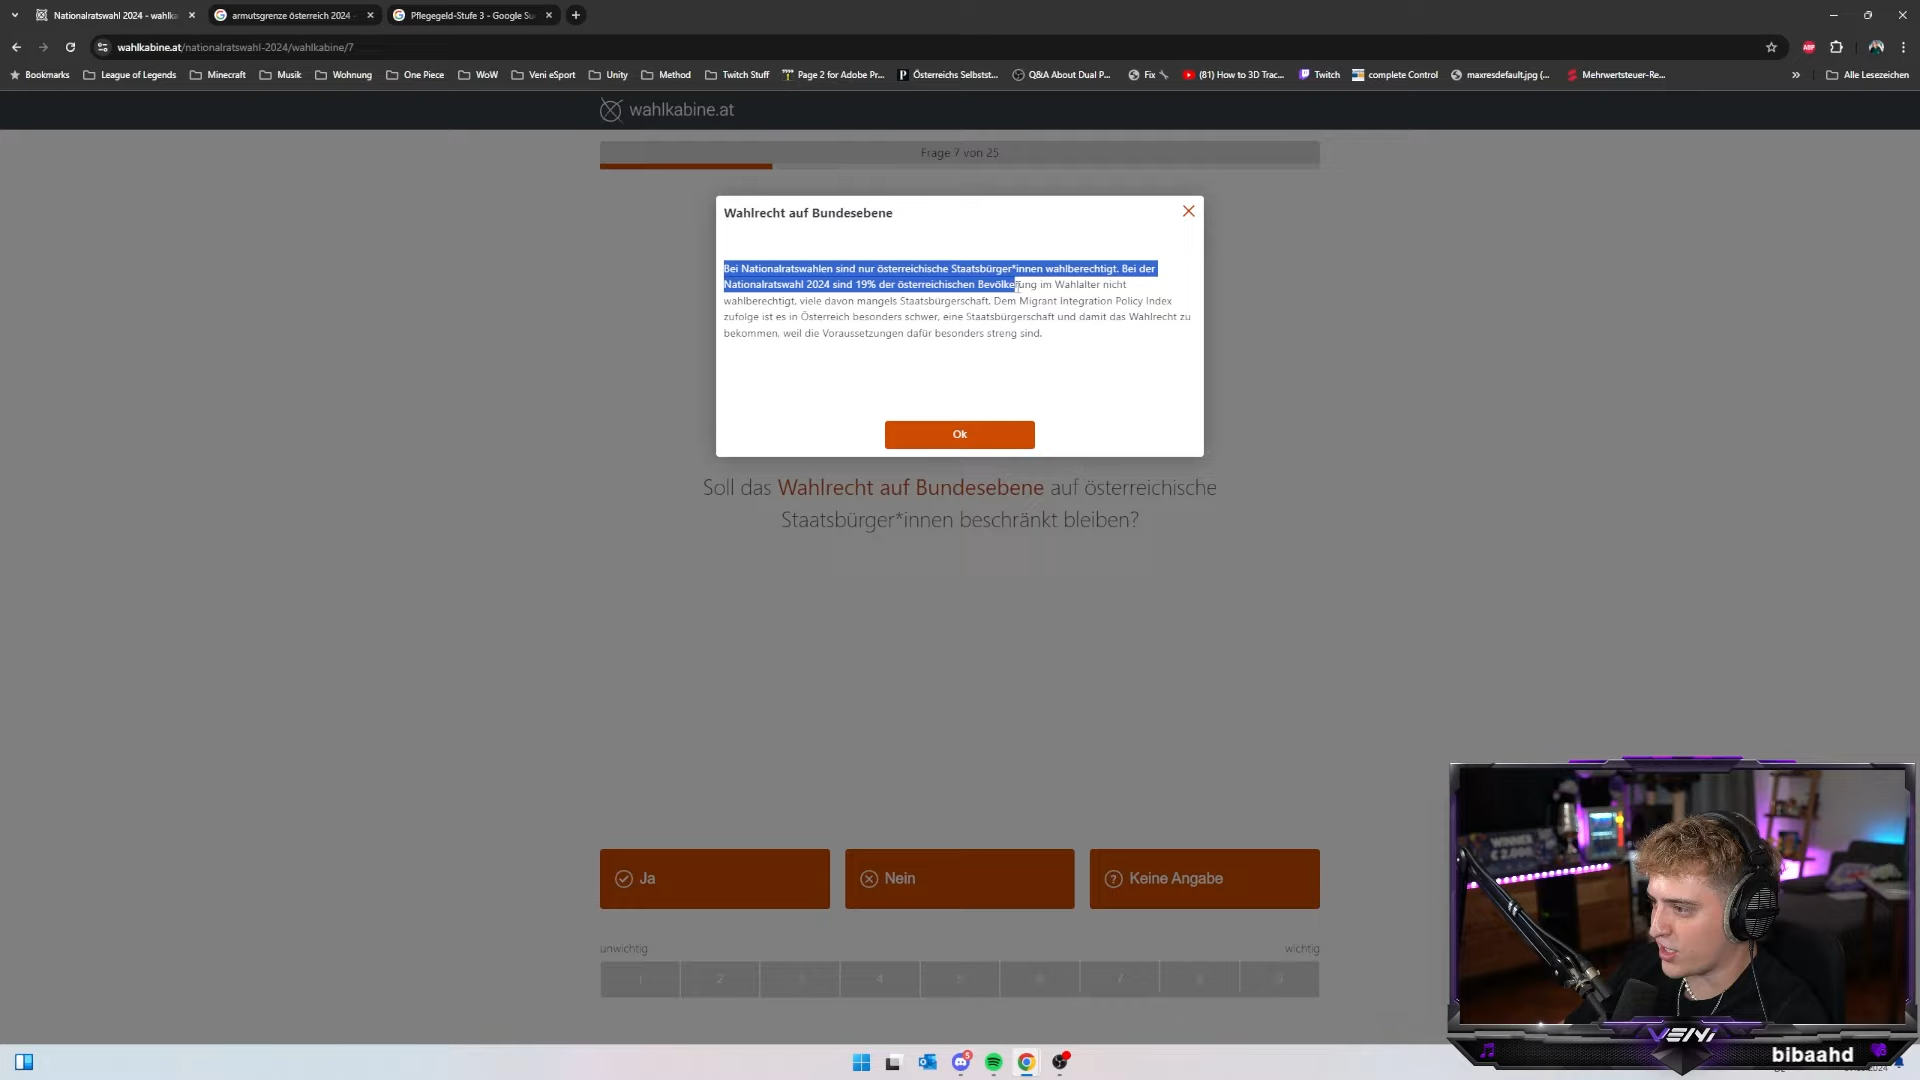 Nationalratswahl 2024 - wahlka
armutsgrenze österreich 2024 -
Pflegegeld-Stufe 3 - Google Su
wahlkabine.at/nationalratswahl-2024/wahlkabine/7
Bookmarks
League of Legends
Minecraft
Musik
Wohnung
One Piece
WoW
Veni eSport
Unity
Method
Twitch Stuff
Page 2 for Adobe Pr...
Österreichs Selbstst...
Q&A About Dual P...
Fix
(81) How to 3D Trac...
Twitch
complete Control
maxresdefault.jpg (...
Mehrwertsteuer-Re...
»
Alle Lesezeichen
wahlkabine.at
Frage 7 von 25
Wahlrecht auf Bundesebene
Bei Nationalratswahlen sind nur österreichische Staatsbürger*innen wahlberechtigt. Bei der
Nationalratswahl 2024 sind 19% der österreichischen Bevölkerung im Wahlalter nicht
wahlberechtigt, viele davon mangels Staatsbürgerschaft. Dem Migrant Integration Policy Index
zufolge ist es in Österreich besonders schwer, eine Staatsbürgerschaft und damit das Wahlrecht zu
bekommen, weil die Voraussetzungen dafür besonders streng sind.
Ok
Soll das Wahlrecht auf Bundesebene auf österreichische
Staatsbürger*innen beschränkt bleiben?
Ja
Nein
Keine Angabe
unwichtig
wichtig
1
2
3
4
5
6
7
8
9
WINNER
€ 2.000,
VENI
bibaahd